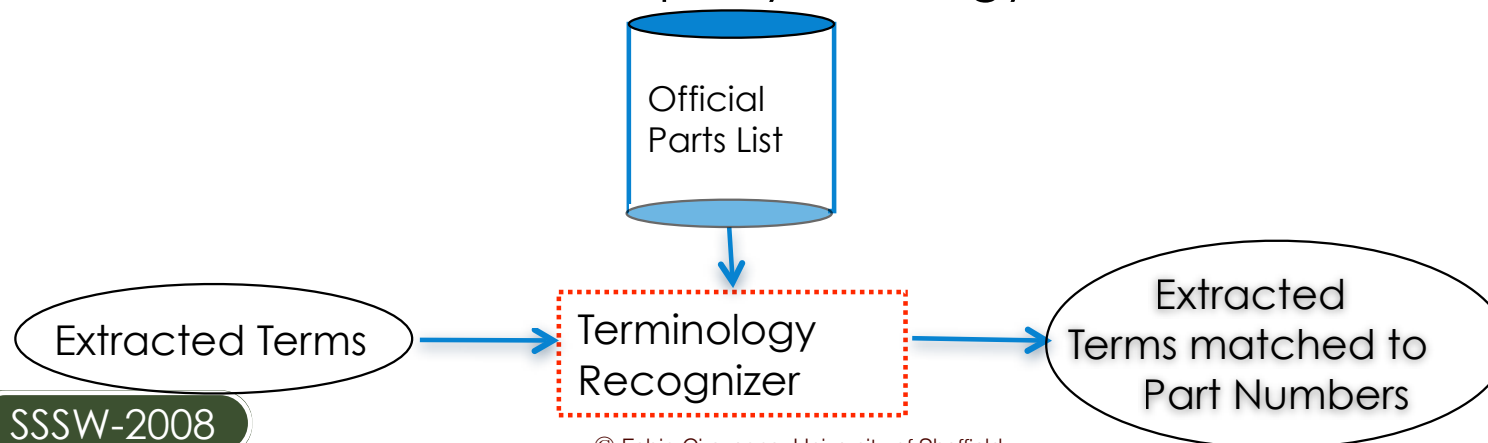 Official
Parts List
Extracted Terms
Terminology
Recognizer
Extracted
Terms matched to
Part Numbers
SSSW-2008